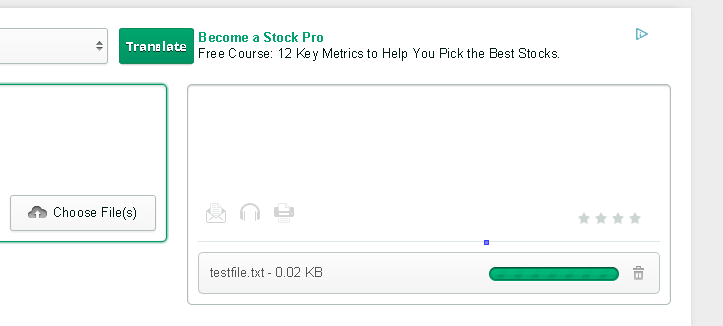 Translate
Become a Stock Pro
Free Course: 12 Key Metrics to Help You Pick the Best Stocks.
Choose File(s)
testfile.txt - 0.02 KB